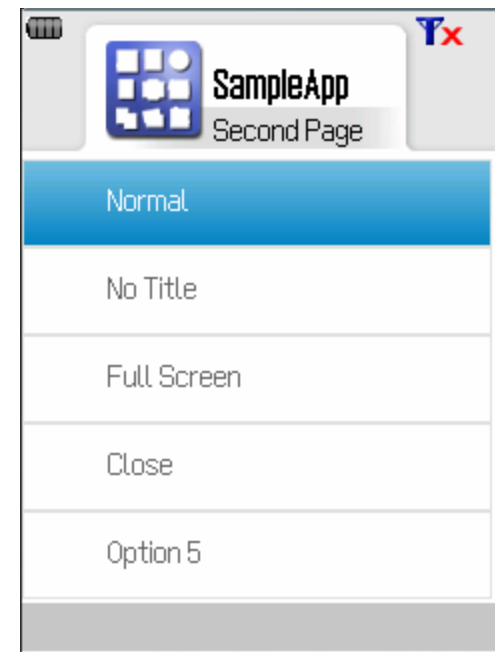 SampleApp
Second Page
Normal
No Title
Full Screen
Close
Option 5